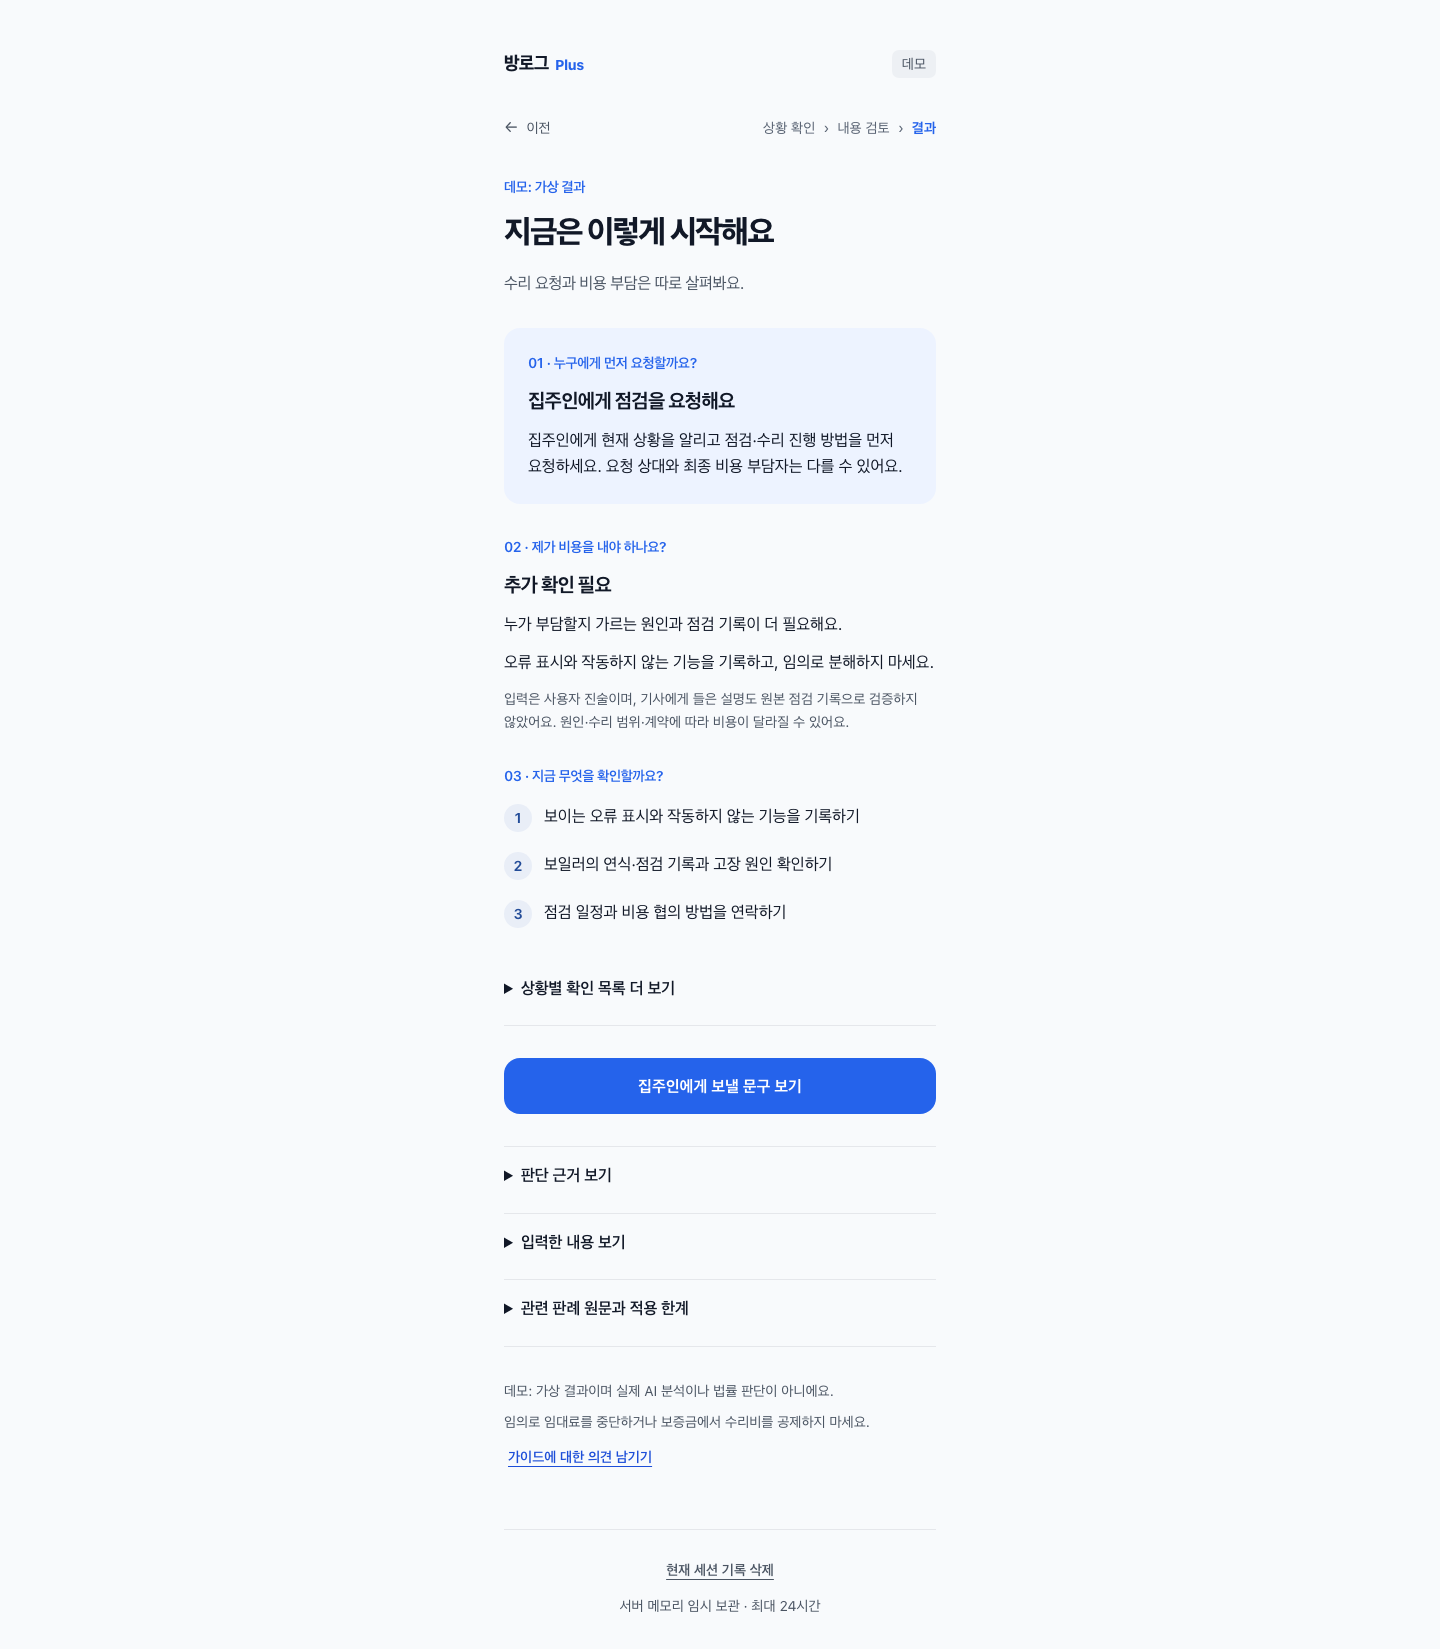 방로그 Plus
데모
← 이전
상황 확인 › 내용 검토 › 결과
데모: 가상 결과
지금은 이렇게 시작해요
수리 요청과 비용 부담은 따로 살펴봐요.
01 · 누구에게 먼저 요청할까요?
집주인에게 점검을 요청해요
집주인에게 현재 상황을 알리고 점검·수리 진행 방법을 먼저
요청하세요. 요청 상대와 최종 비용 부담자는 다를 수 있어요.
02 · 제가 비용을 내야 하나요?
추가 확인 필요
누가 부담할지 가르는 원인과 점검 기록이 더 필요해요.
오류 표시와 작동하지 않는 기능을 기록하고, 임의로 분해하지 마세요.
입력은 사용자 진술이며, 기사에게 들은 설명도 원본 점검 기록으로 검증하지
않았어요. 원인·수리 범위·계약에 따라 비용이 달라질 수 있어요.
03 · 지금 무엇을 확인할까요?
1 보이는 오류 표시와 작동하지 않는 기능을 기록하기
2 보일러의 연식·점검 기록과 고장 원인 확인하기
3 점검 일정과 비용 협의 방법을 연락하기
▶ 상황별 확인 목록 더 보기
집주인에게 보낼 문구 보기
▶ 판단 근거 보기
▶ 입력한 내용 보기
▶ 관련 판례 원문과 적용 한계
데모: 가상 결과이며 실제 AI 분석이나 법률 판단이 아니에요.
임의로 임대료를 중단하거나 보증금에서 수리비를 공제하지 마세요.
가이드에 대한 의견 남기기
현재 세션 기록 삭제
서버 메모리 임시 보관 · 최대 24시간